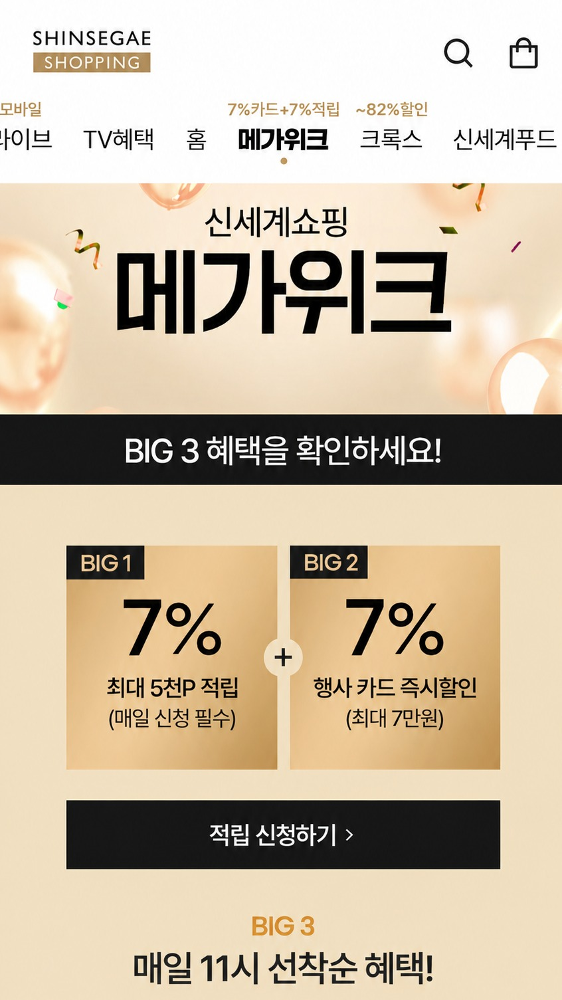 SHINSEGAE
SHOPPING
모바일
7%카드+7%적립
~82%할인
라이브
TV혜택
홈
메가위크
크록스
신세계푸드
신세계쇼핑
메가위크
BIG 3 혜택을 확인하세요!
BIG 1
7%
최대 5천P 적립
(매일 신청 필수)
+
BIG 2
7%
행사 카드 즉시할인
(최대 7만원)
적립 신청하기 >
BIG 3
매일 11시 선착순 혜택!